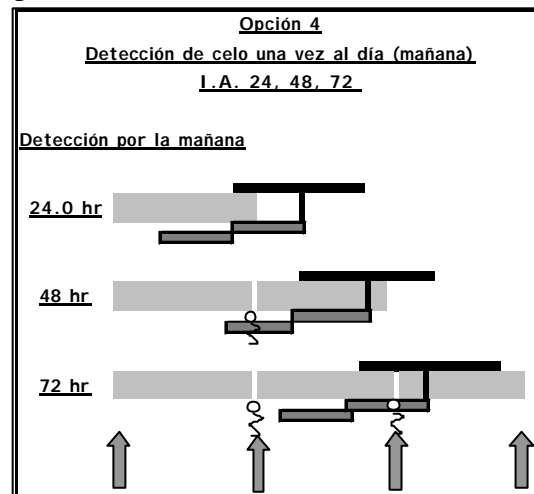 Opción 4
Detección de celo una vez al día (mañana)
I.A. 24, 48, 72
Detección por la mañana
24.0 hr
48 hr
72 hr